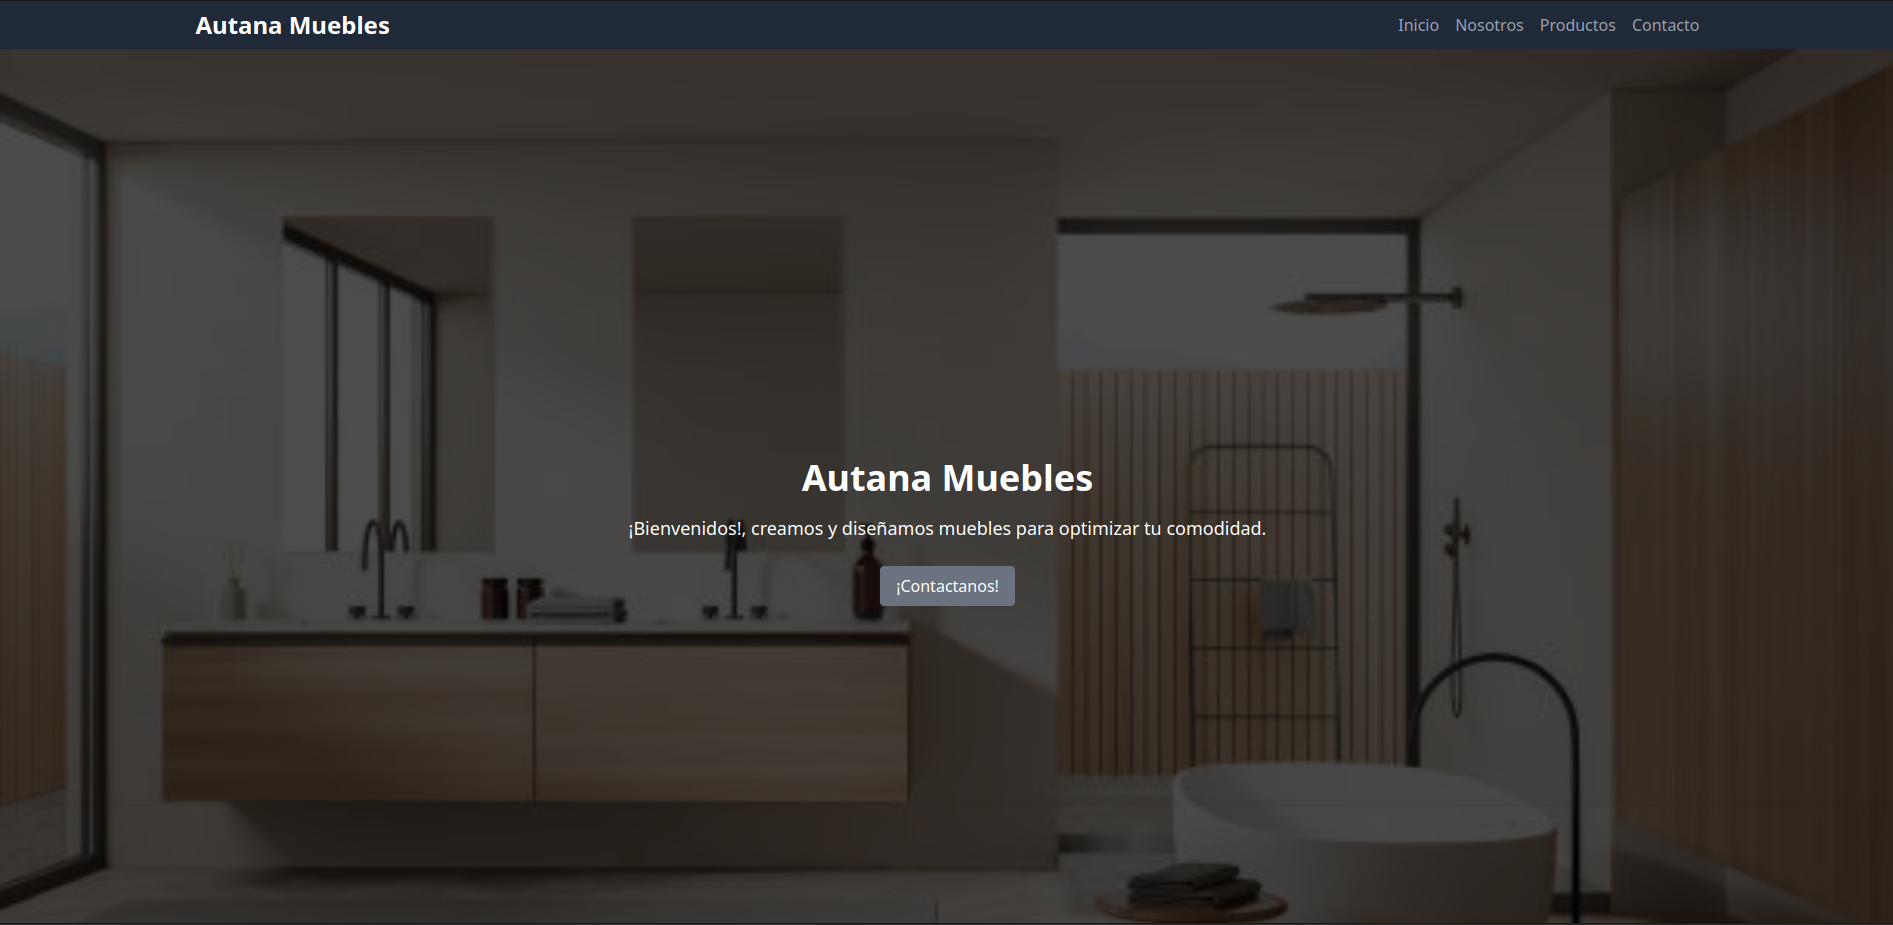 Autana Muebles
Inicio Nosotros Productos Contacto
Autana Muebles
¡Bienvenidos!, creamos y diseñamos muebles para optimizar tu comodidad.
¡Contactanos!